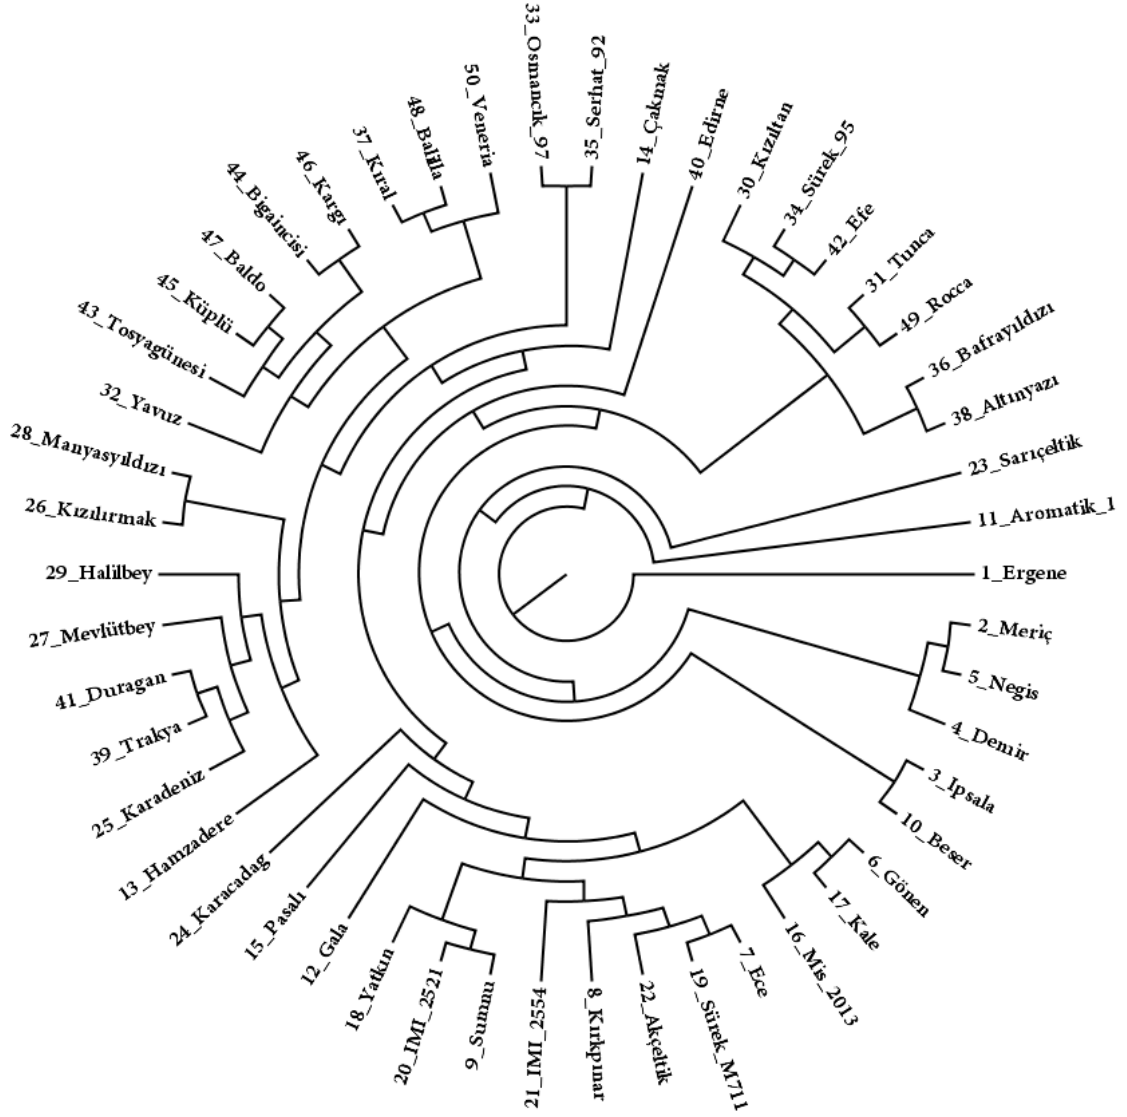 33_Osmancık_97
35_Serhat_92
14_Çakmak
40_Edirne
30_Kızıltan
34_Sürek_95
42_Efe
31_Tunca
49_Rocca
36_Bafrayıldızı
38_Altınyazı
23_Sarıçeltik
11_Aromatik_1
1_Ergene
2_Meriç
5_Negis
4_Demir
3_Ipsala
10_Beser
6_Gönen
17_Kale
16_Mis_2013
7_Ece
19_Sürek_M711
22_Akçeltik
8_Kırkpınar
21_IMI_2554
9_Sumnu
20_IMI_2521
18_Yatkın
12_Gala
15_Pasalı
24_Karacadag
13_Hamzadere
25_Karadeniz
39_Trakya
41_Duragan
27_Mevlütbey
29_Halilbey
26_Kızılırmak
28_Manyasyıldızı
32_Yavuz
43_Tosyagünesi
45_Küplü
47_Baldo
44_Bigaincisi
46_Kargı
37_Kıral
48_Balilla
50_Veneria